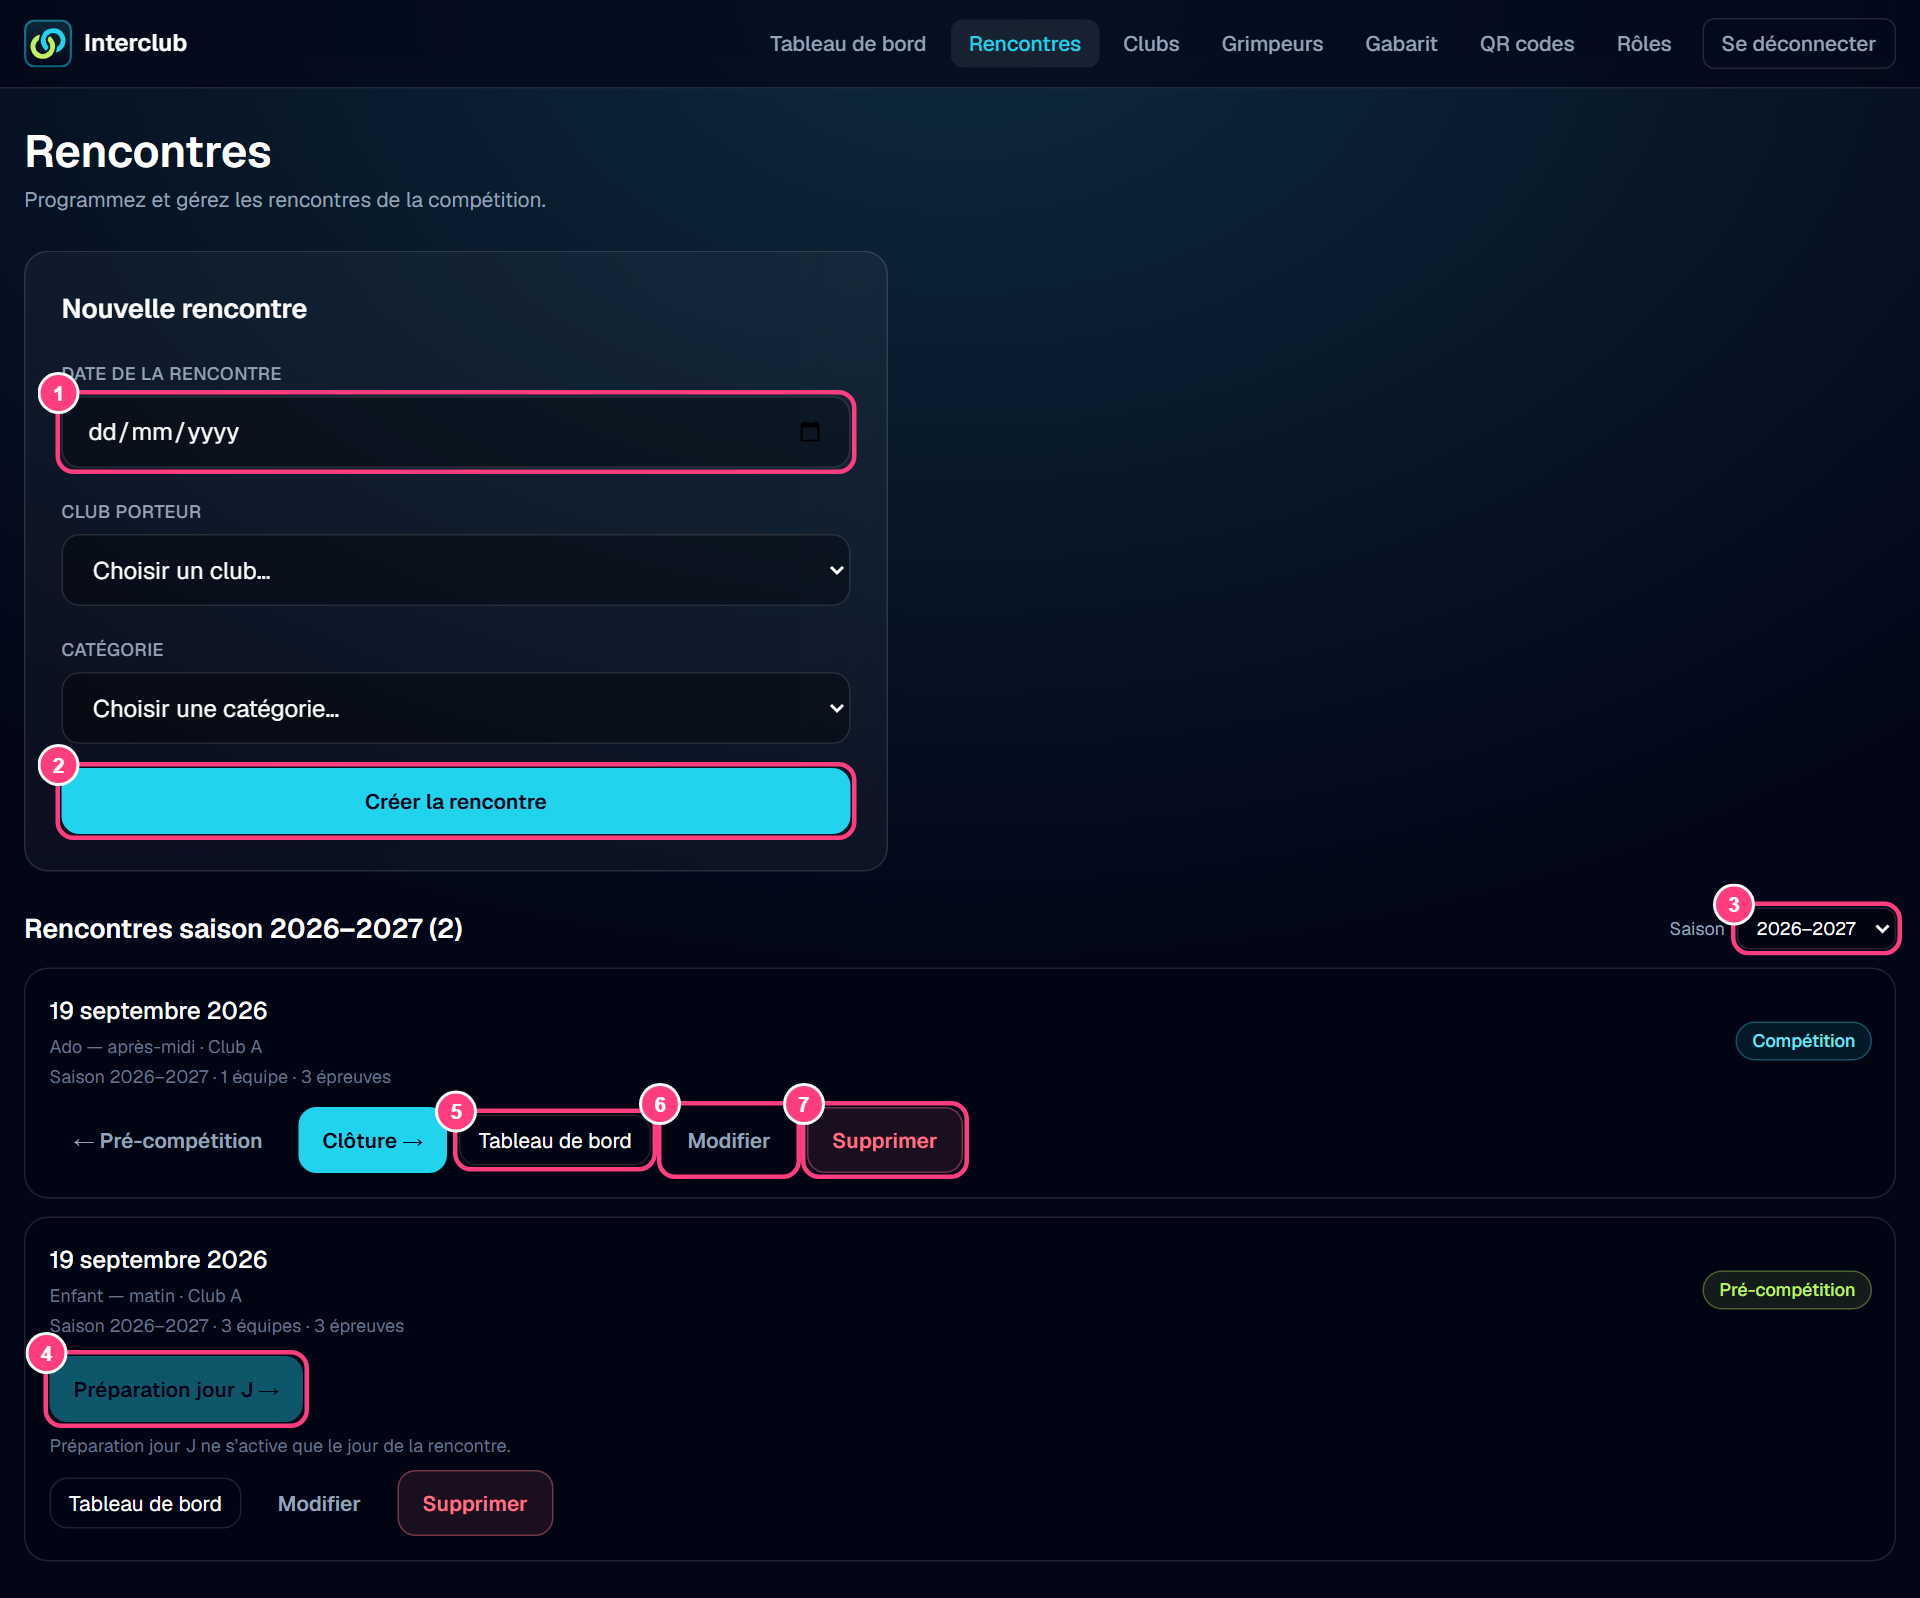 Interclub
Tableau de bord Rencontres Clubs Grimpeurs Gabarit QR codes Rôles Se déconnecter
Rencontres
Programmez et gérez les rencontres de la compétition.
Nouvelle rencontre
DATE DE LA RENCONTRE
1
dd/mm/yyyy
CLUB PORTEUR
Choisir un club...
CATÉGORIE
Choisir une catégorie...
2
Créer la rencontre
Rencontres saison 2026–2027 (2)
Saison 3 2026–2027
19 septembre 2026
Ado — après-midi · Club A
Saison 2026–2027 · 1 équipe · 3 épreuves
Compétition
← Pré-compétition Clôture → 5 Tableau de bord 6 Modifier 7 Supprimer
19 septembre 2026
Enfant — matin · Club A
Saison 2026–2027 · 3 équipes · 3 épreuves
Pré-compétition
4
Préparation jour J →
Préparation jour J ne s’active que le jour de la rencontre.
Tableau de bord Modifier Supprimer